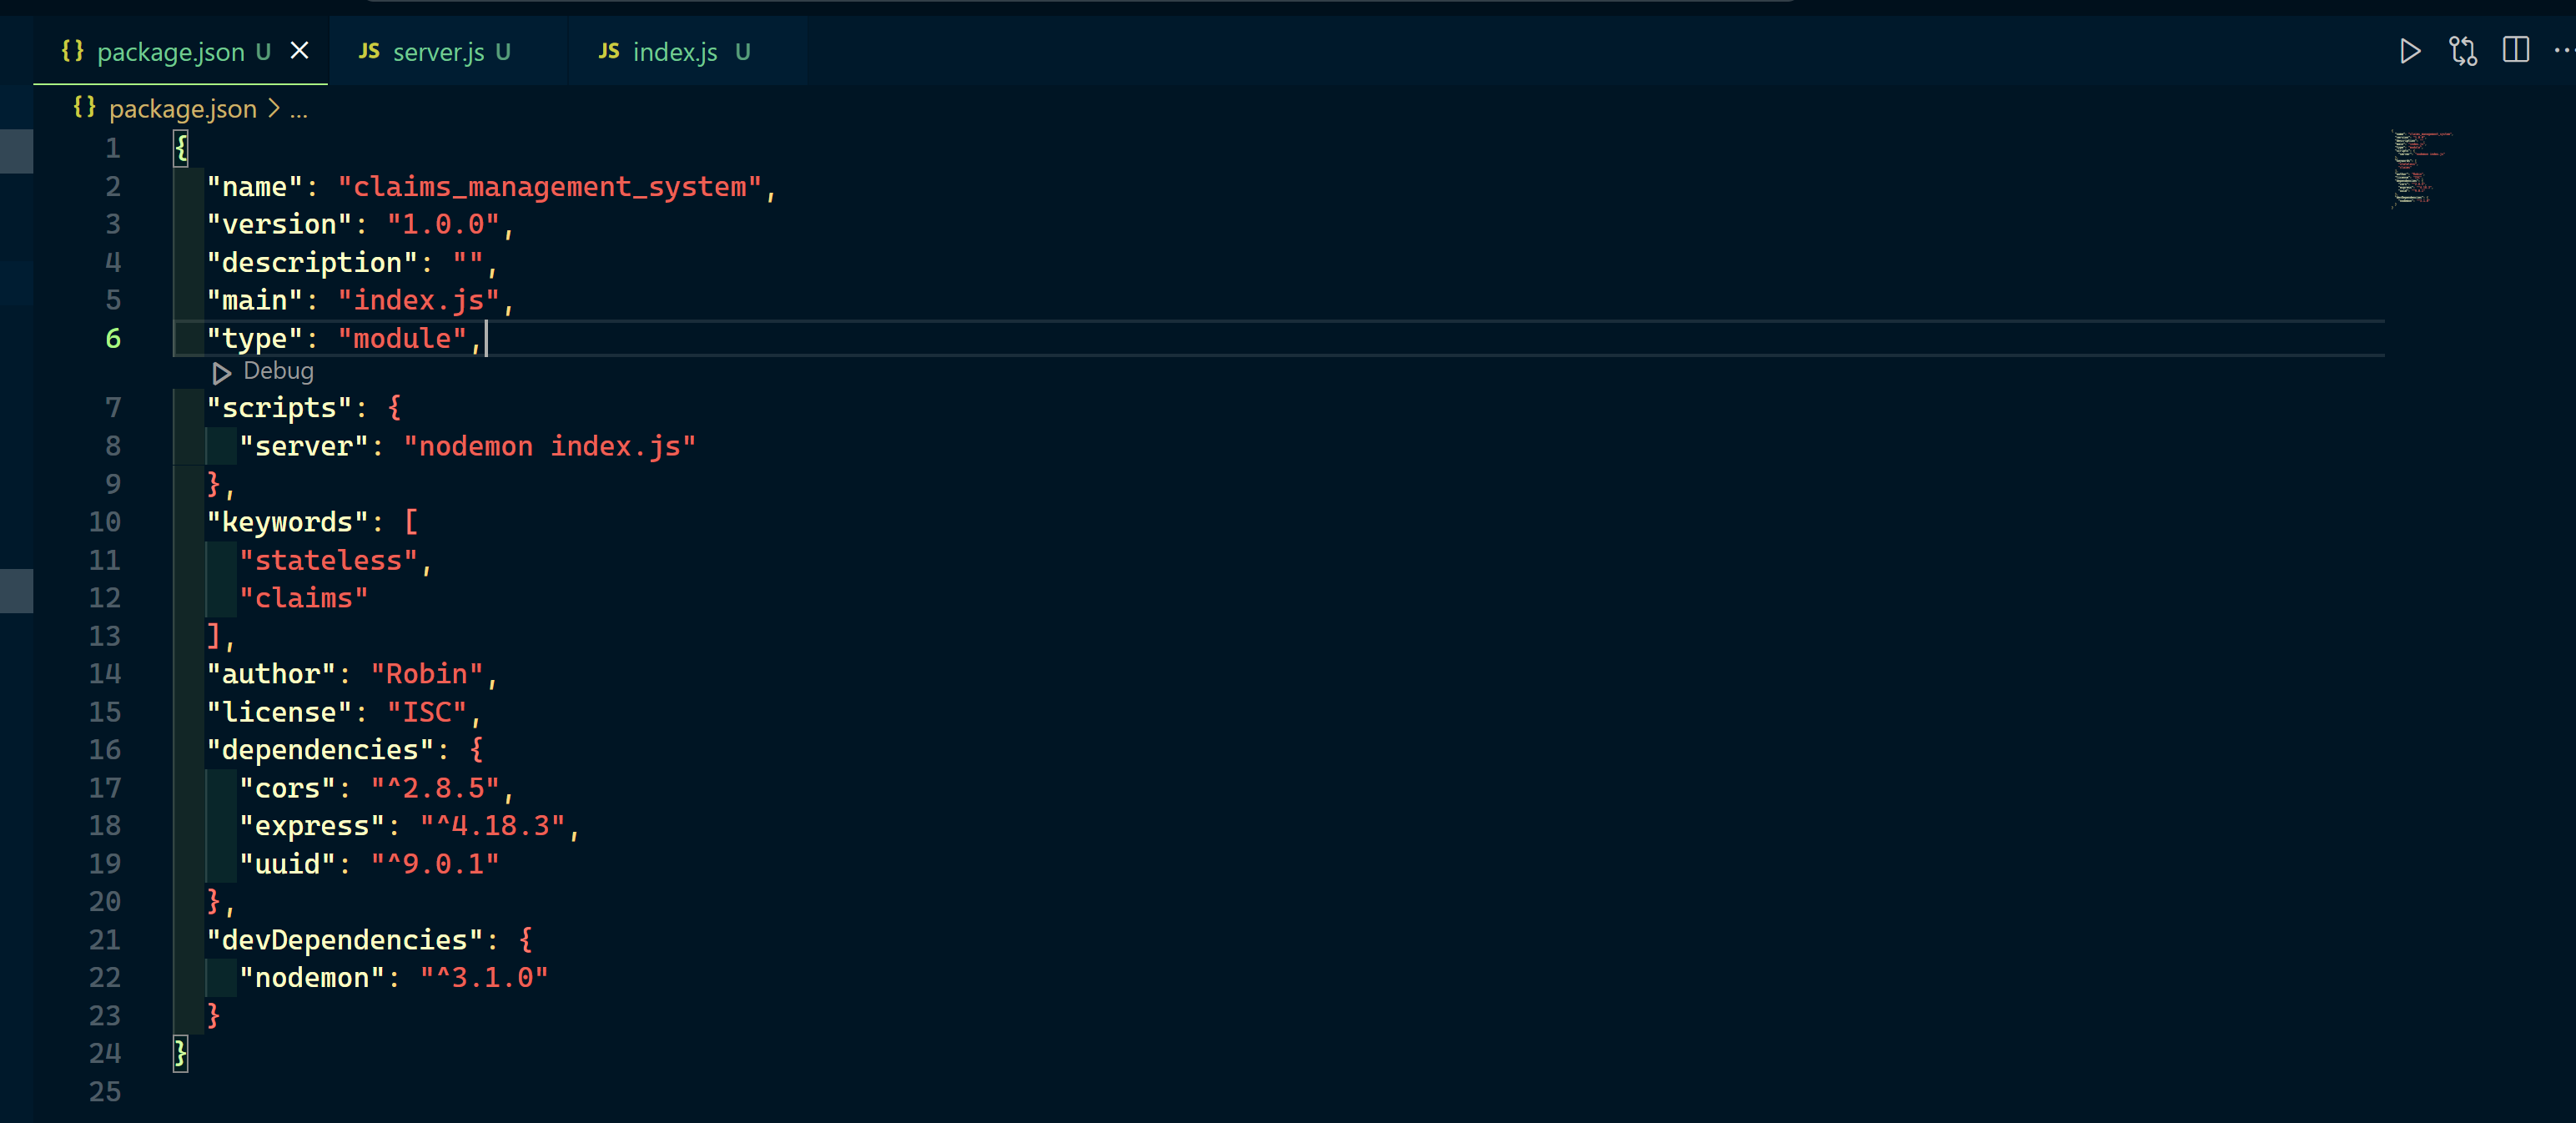 {} package.json U × JS server.js U JS index.js U
{} package.json > ...
1 {
2 "name": "claims_management_system",
3 "version": "1.0.0",
4 "description": "",
5 "main": "index.js",
6 "type": "module",
Debug
7 "scripts": {
8 "server": "nodemon index.js"
9 },
10 "keywords": [
11 "stateless",
12 "claims"
13 ],
14 "author": "Robin",
15 "license": "ISC",
16 "dependencies": {
17 "cors": "^2.8.5",
18 "express": "^4.18.3",
19 "uuid": "^9.0.1"
20 },
21 "devDependencies": {
22 "nodemon": "^3.1.0"
23 }
24 }
25